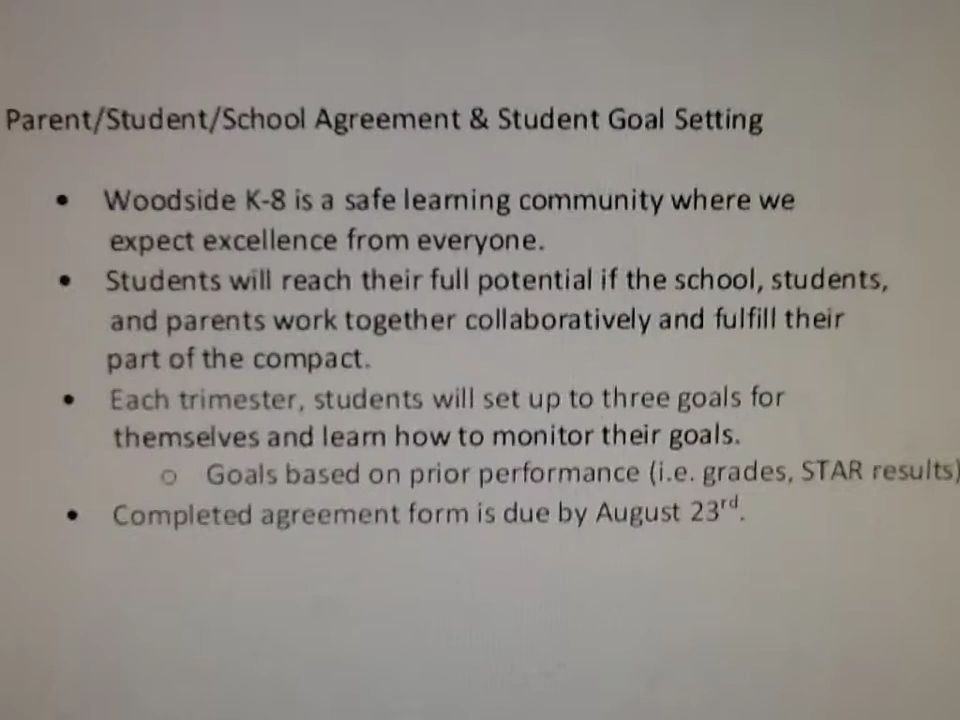 Parent/Student/School Agreement & Student Goal Setting
• Woodside K-8 is a safe learning community where we
expect excellence from everyone.
• Students will reach their full potential if the school, students,
and parents work together collaboratively and fulfill their
part of the compact.
• Each trimester, students will set up to three goals for
themselves and learn how to monitor their goals.
o Goals based on prior performance (i.e. grades, STAR results)
• Completed agreement form is due by August 23rd.